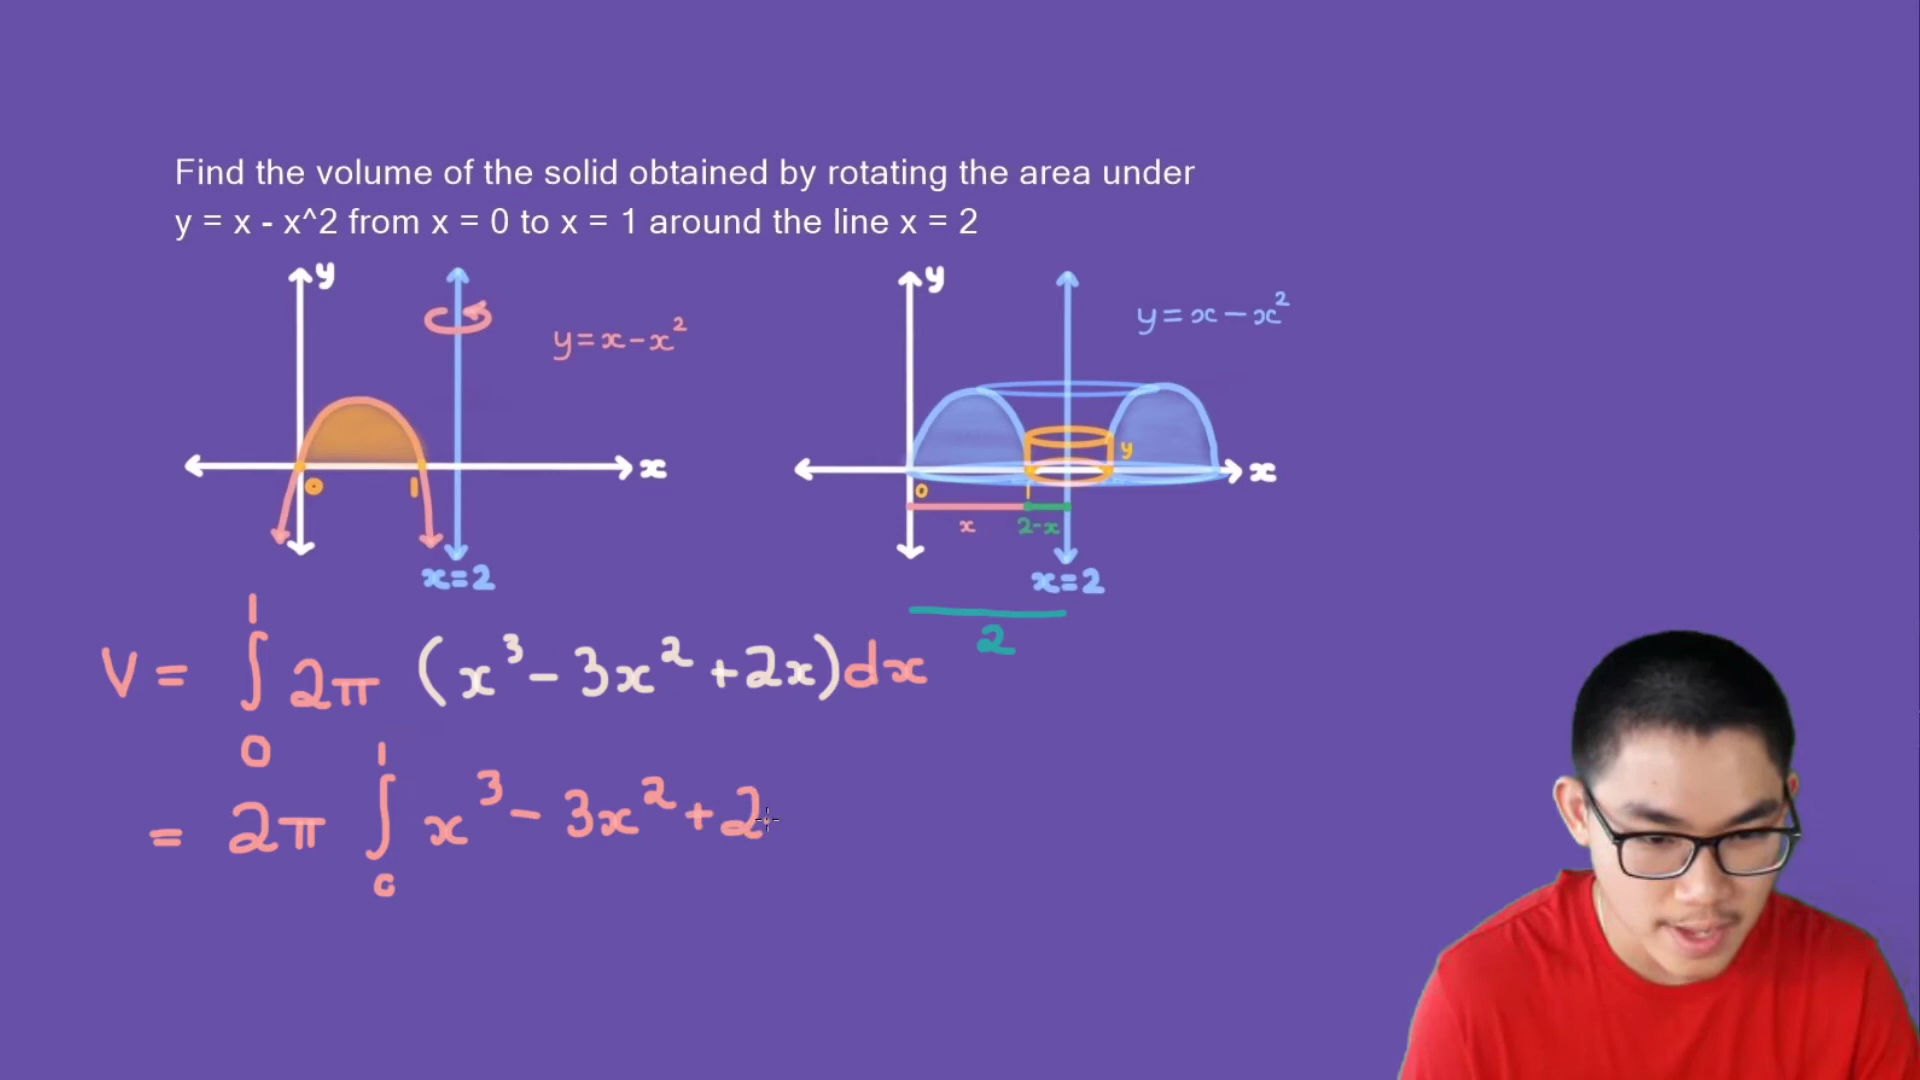 Find the volume of the solid obtained by rotating the area under
y = x - x^2 from x = 0 to x = 1 around the line x = 2
y
y=x-x²
x
0
1
x=2
y
y=x-x²
y
x
0
1
x
2-x
x=2
2
V = ∫₀¹ 2π (x³ - 3x² + 2x)dx
= 2π ∫₀¹ x³ - 3x² + 2